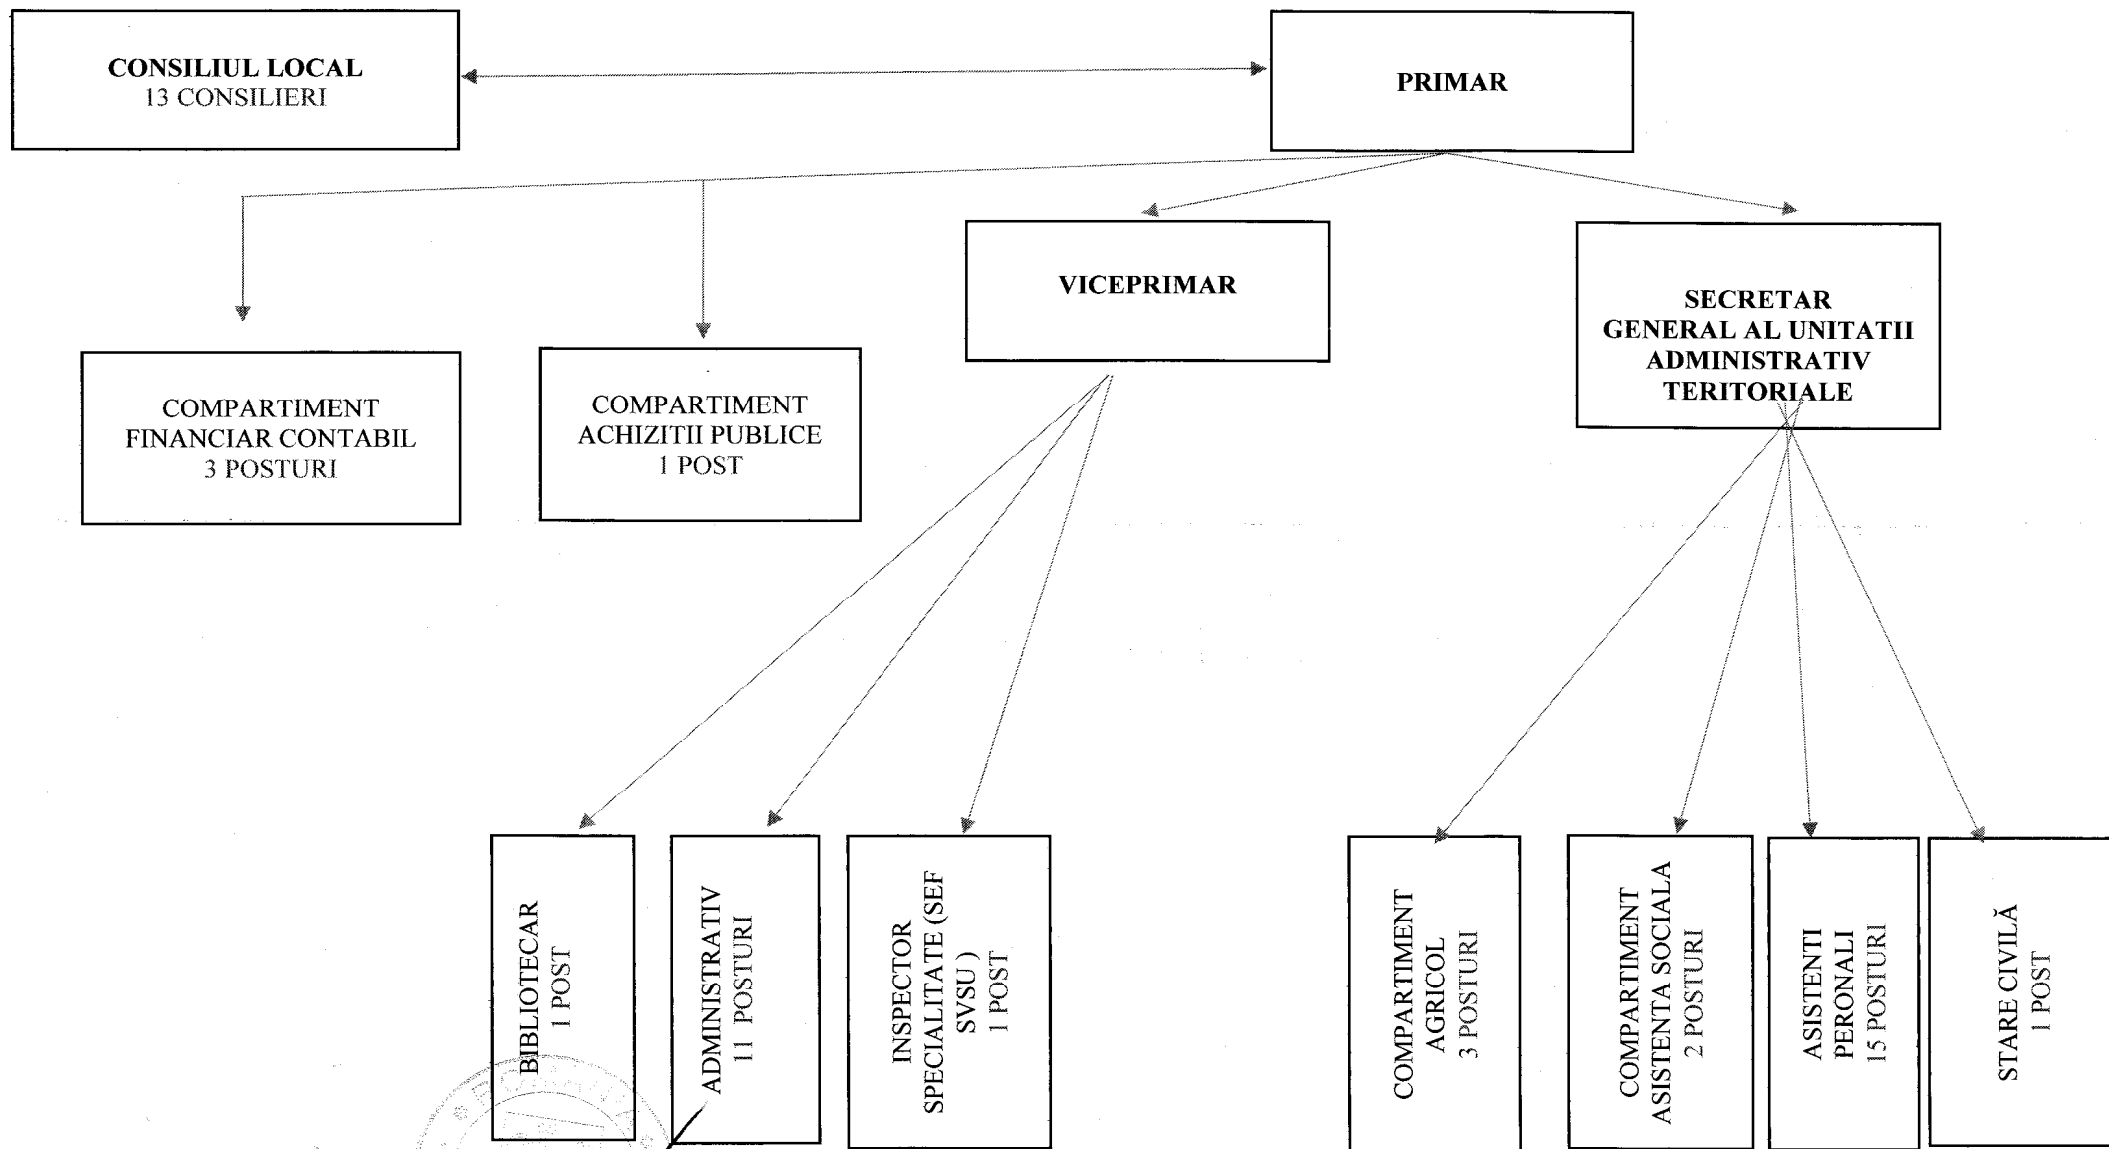 CONSILIUL LOCAL
13 CONSILIERI
PRIMAR
VICEPRIMAR
SECRETAR
GENERAL AL UNITATII
ADMINISTRATIV
TERITORIALE
COMPARTIMENT
FINANCIAR CONTABIL
3 POSTURI
COMPARTIMENT
ACHIZITII PUBLICE
1 POST
BIBLIOTECAR
1 POST
ADMINISTRATIV
11 POSTURI
INSPECTOR
SPECIALITATE (SEF
SVSU )
1 POST
COMPARTIMENT
AGRICOL
3 POSTURI
COMPARTIMENT
ASISTENTA SOCIALA
2 POSTURI
ASISTENTI
PERONALI
15 POSTURI
STARE CIVILĂ
1 POST